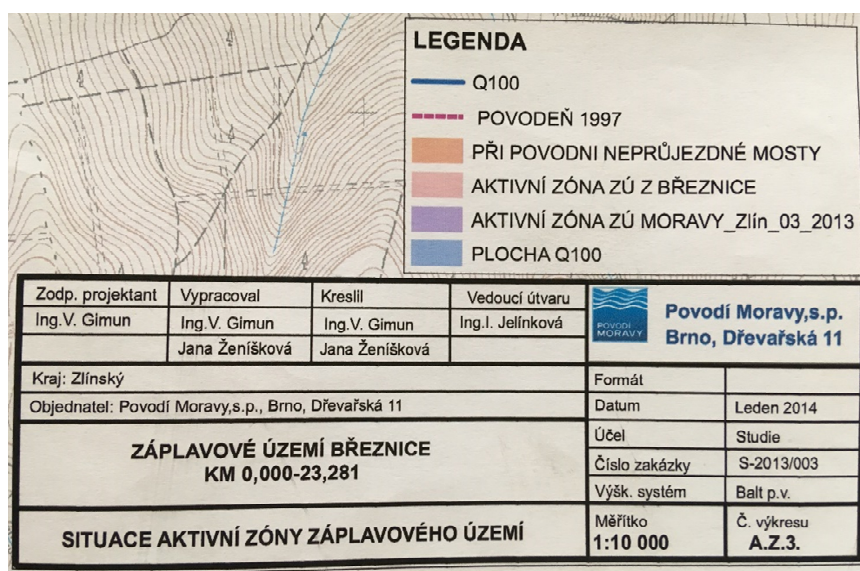 LEGENDA
Q100
POVODEŇ 1997
PŘI POVODNI NEPRŮJEZDNÉ MOSTY
AKTIVNÍ ZÓNA ZÚ Z BŘEZNICE
AKTIVNÍ ZÓNA ZÚ MORAVY_Zlín_03_2013
PLOCHA Q100
Zodp. projektant Vypracoval Kreslil Vedoucí útvaru
Ing.V. Gimun Ing.V. Gimun Ing.V. Gimun Ing.I. Jelínková
Jana Ženíšková Jana Ženíšková
POVODÍ
MORAVY
Povodí Moravy,s.p.
Brno, Dřevařská 11
Kraj: Zlínský
Objednatel: Povodí Moravy,s.p., Brno, Dřevařská 11
ZÁPLAVOVÉ ÚZEMÍ BŘEZNICE
KM 0,000-23,281
SITUACE AKTIVNÍ ZÓNY ZÁPLAVOVÉHO ÚZEMÍ
Formát
Datum Leden 2014
Účel Studie
Číslo zakázky S-2013/003
Výšk. systém Balt p.v.
Měřítko Č. výkresu
1:10 000 A.Z.3.